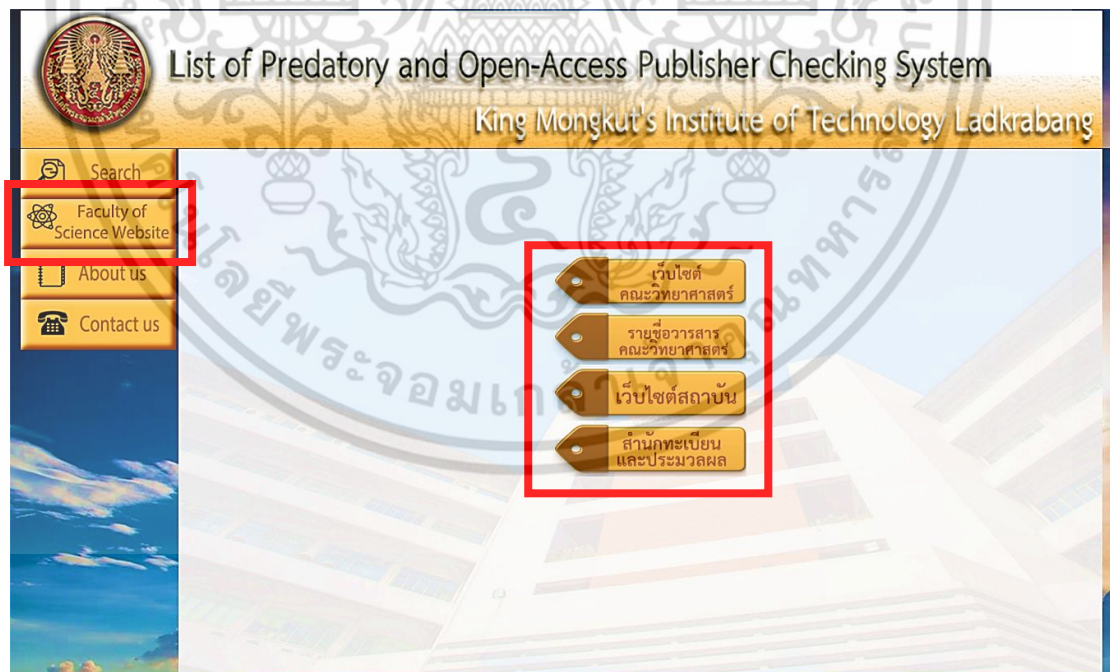 List of Predatory and Open-Access Publisher Checking System
King Mongkut's Institute of Technology Ladkrabang
Search
Faculty of
Science Website
About us
Contact us
เว็บไซต์
คณะวิทยาศาสตร์
รายชื่อวารสาร
คณะวิทยาศาสตร์
เว็บไซต์สถาบัน
สำนักทะเบียน
และประมวลผล